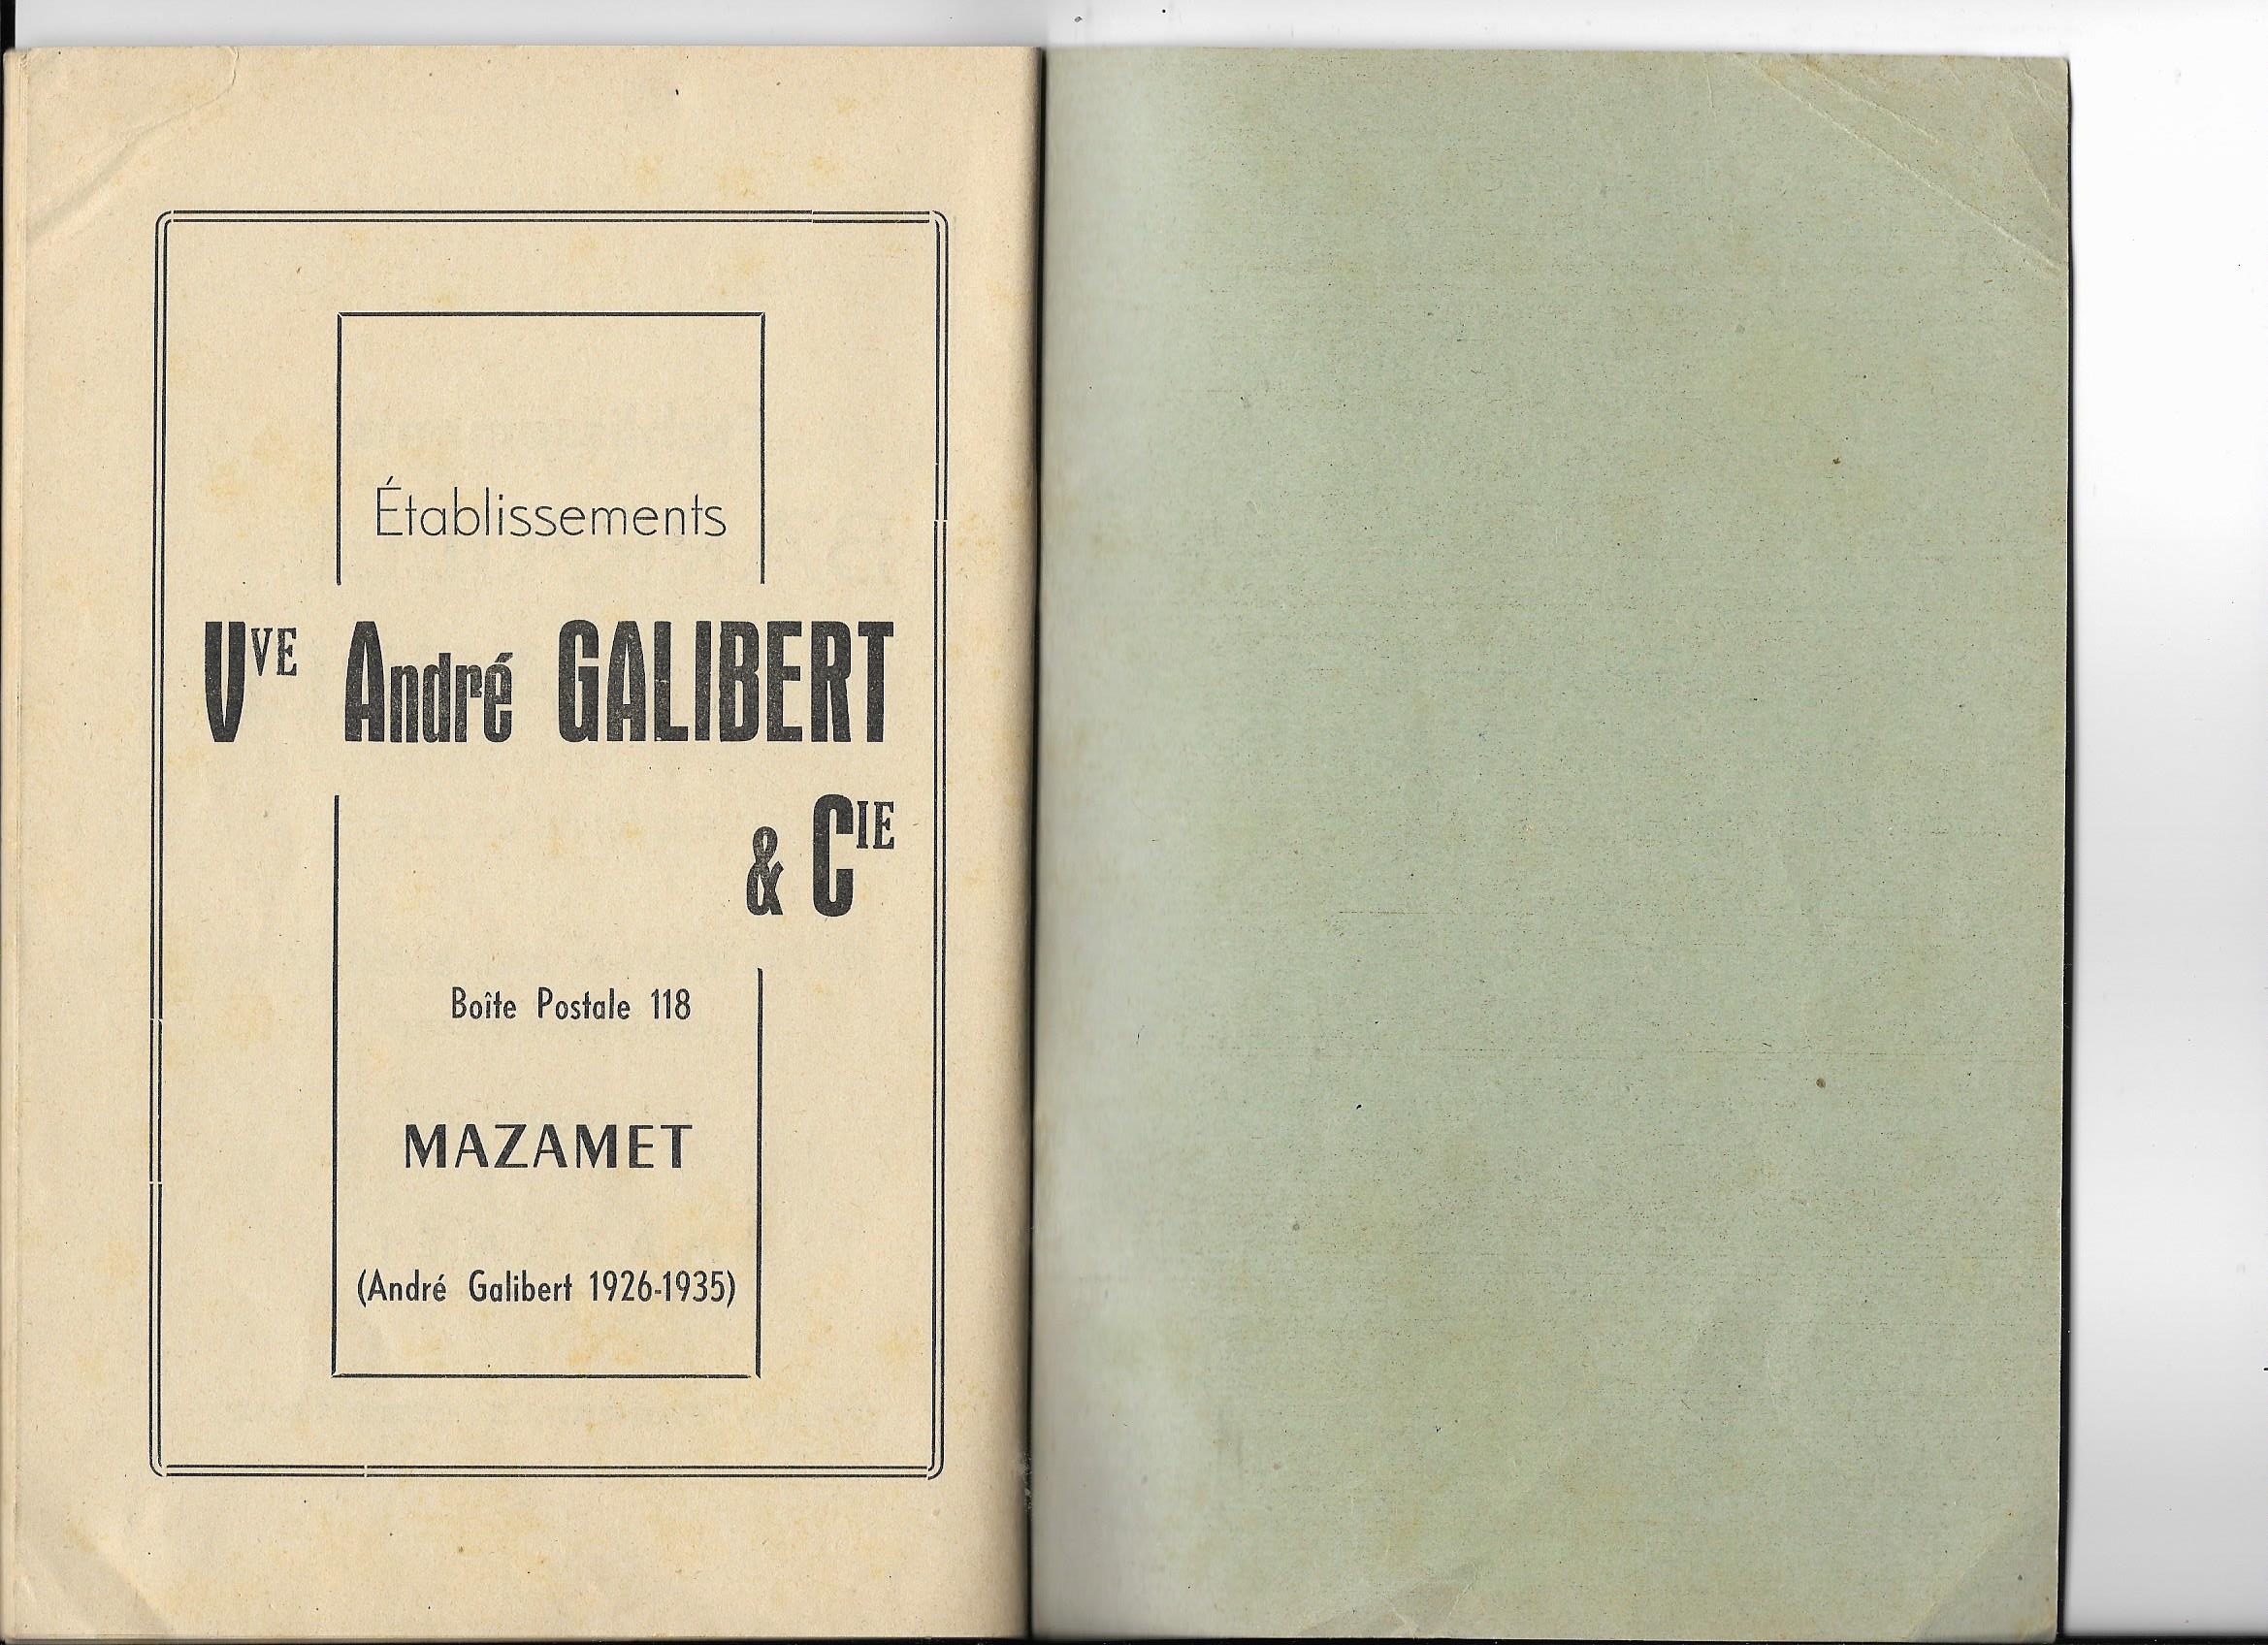 Établissements
Vve André GALIBERT
& Cie
Boîte Postale 118
MAZAMET
(André Galibert 1926-1935)